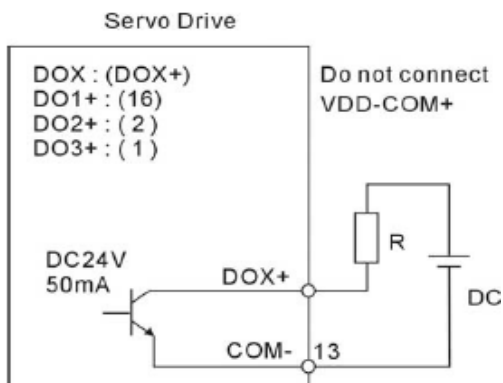 Servo Drive
DOX : (DOX+)
DO1+ : (16)
DO2+ : ( 2 )
DO3+ : ( 1 )
Do not connect
VDD-COM+
R
DC24V
50mA
DOX+
DC
COM-
13